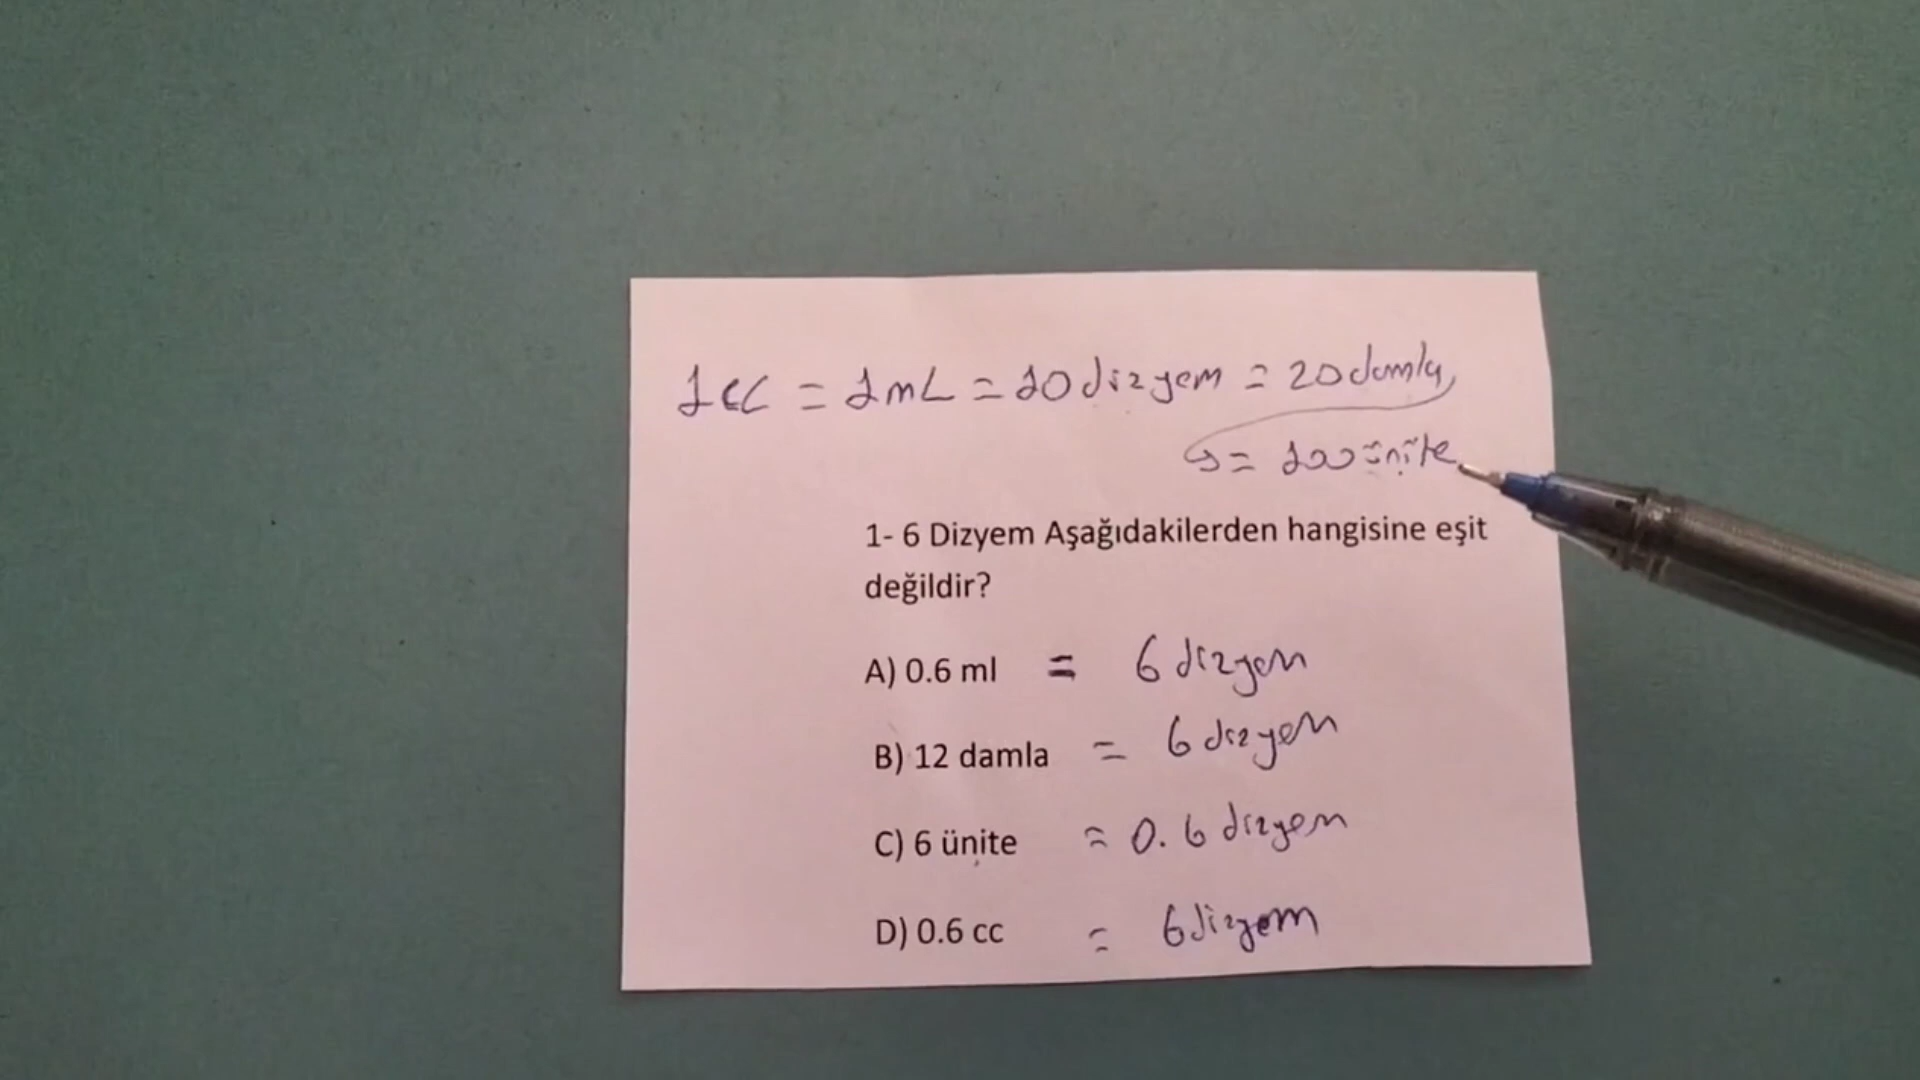 1cc = 1mL = 10 dizyem = 20 damla
= 100 ünite
1- 6 Dizyem Aşağıdakilerden hangisine eşit
değildir?
A) 0.6 ml = 6 dizyem
B) 12 damla = 6 dizyem
C) 6 ünite = 0.6 dizyem
D) 0.6 cc = 6 dizyem